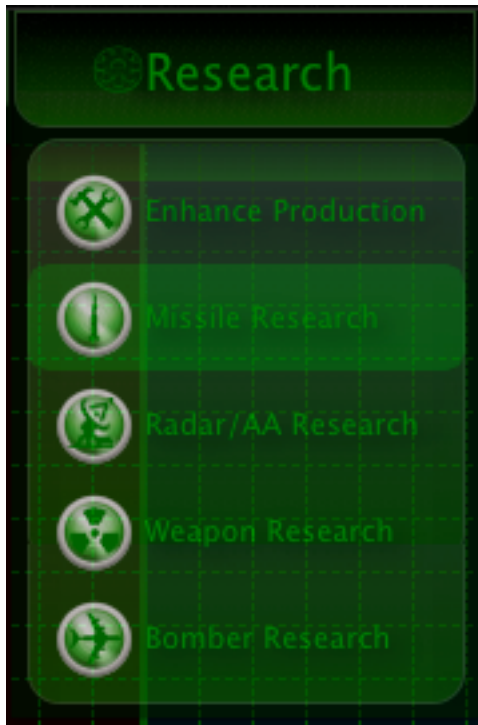 Research
Enhance Production
Missile Research
Radar/AA Research
Weapon Research
Bomber Research